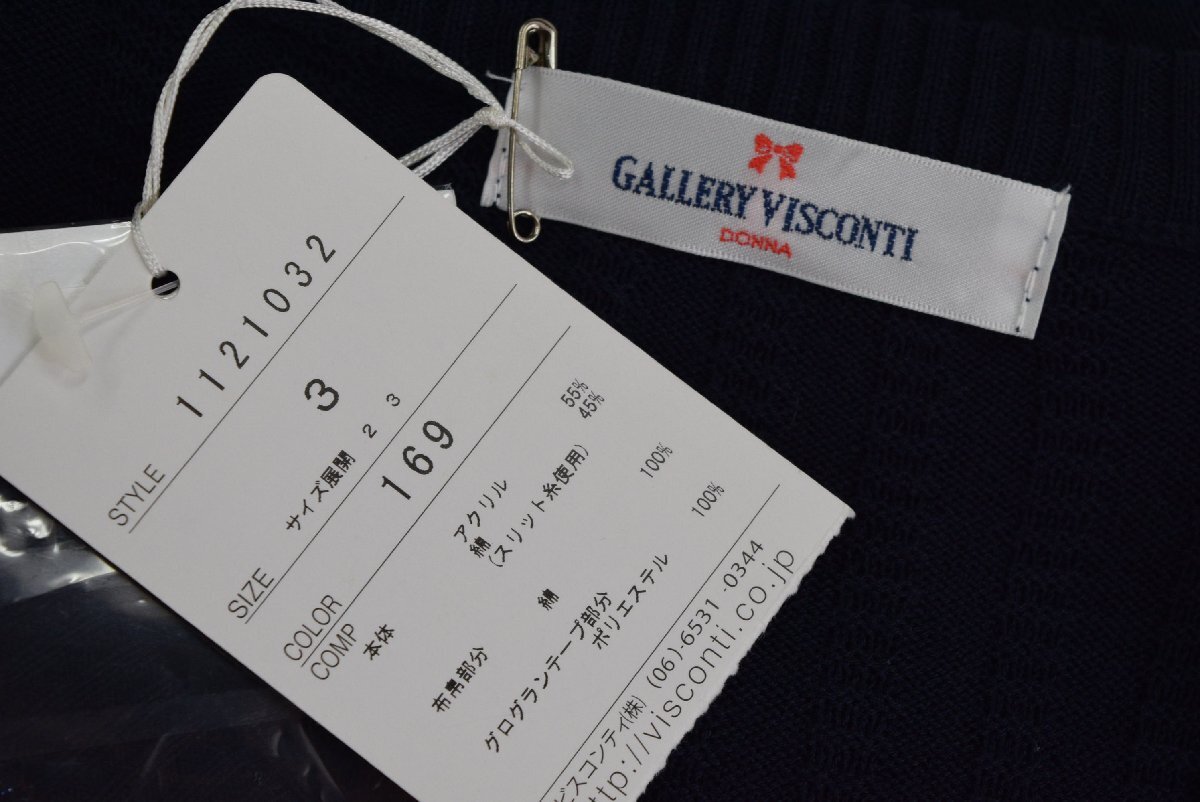 GALLERY VISCONTI
DONNA
STYLE 1121032
3
SIZE サイズ展開 2 3
COLOR 169
COMP
本体 アクリル 55%
綿 45%
(スリット糸使用)
布帛部分 綿 100%
グログランテープ部分
ポリエステル 100%
ビスコンティ(株) (06)-6531-0344
ttp://visconti.co.jp